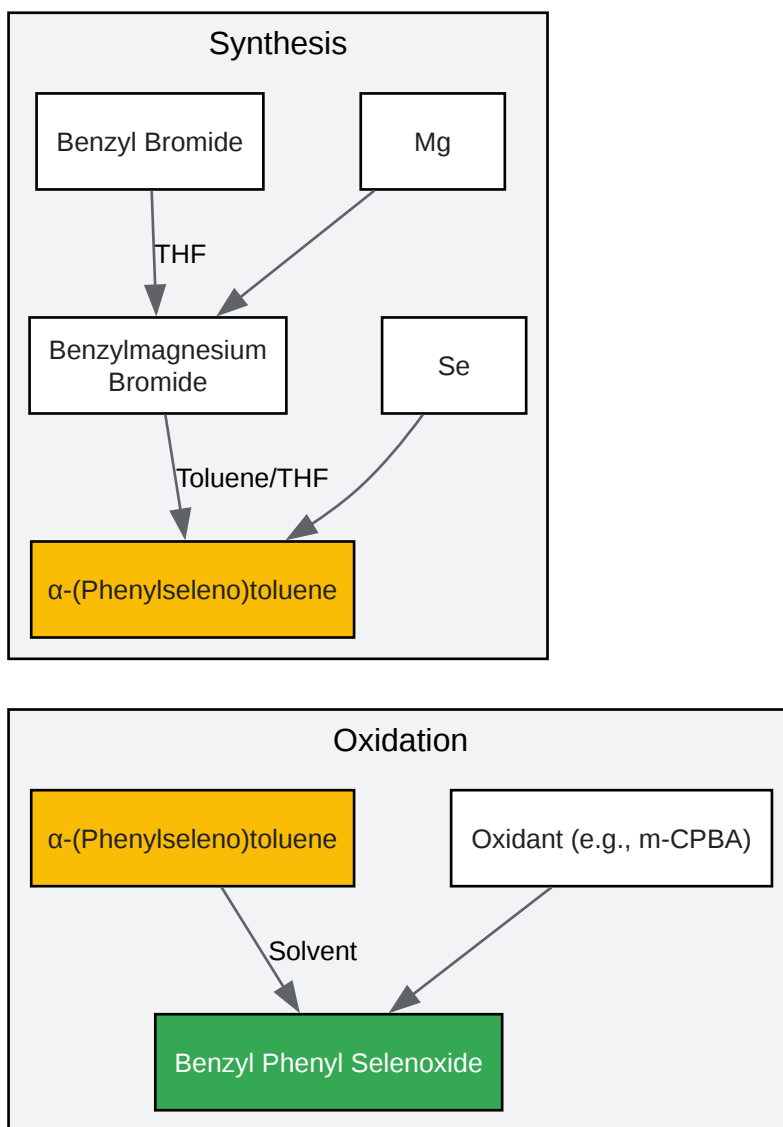 Synthesis
Benzyl Bromide
Mg
THF
Benzylmagnesium
Bromide
Se
Toluene/THF
α-(Phenylseleno)toluene
Oxidation
α-(Phenylseleno)toluene
Oxidant (e.g., m-CPBA)
Solvent
Benzyl Phenyl Selenoxide